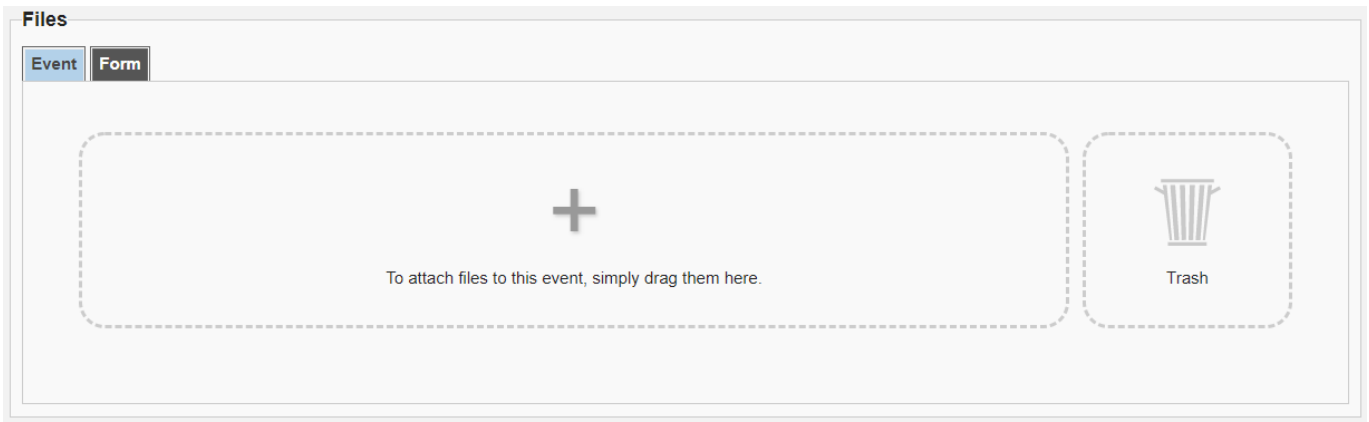 Files
Event Form
To attach files to this event, simply drag them here.
Trash